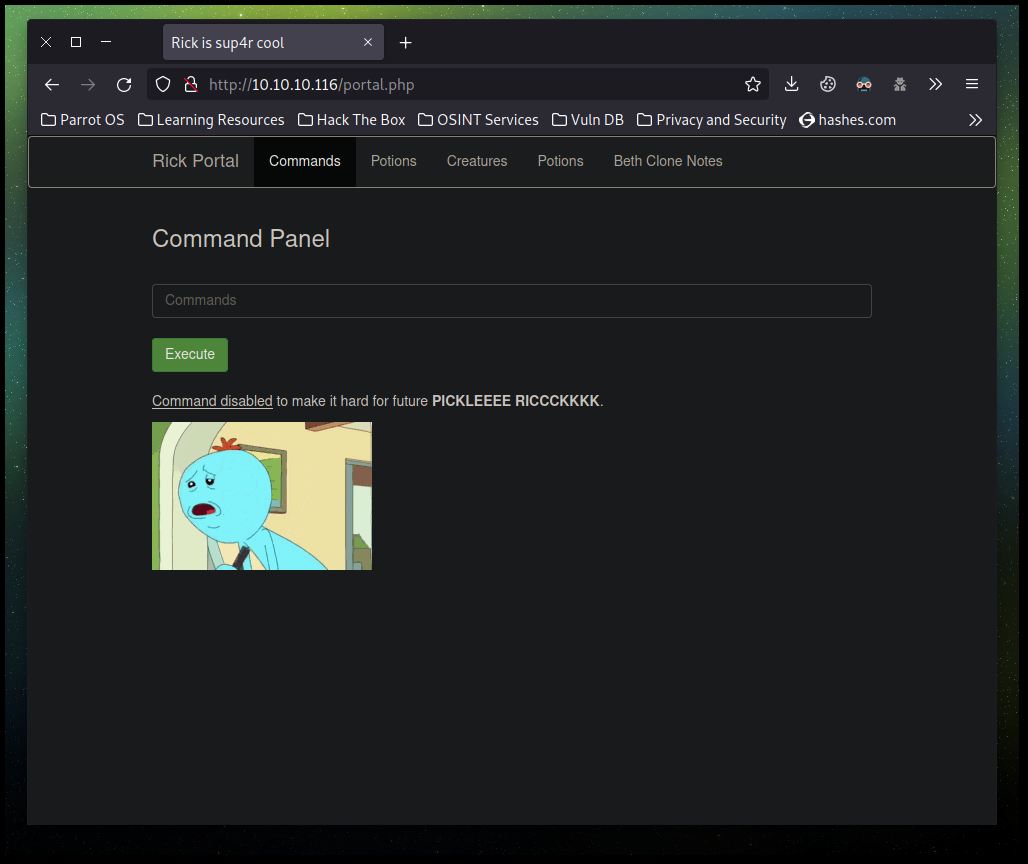 Rick is sup4r cool
http://10.10.10.116/portal.php
Parrot OS Learning Resources Hack The Box OSINT Services Vuln DB Privacy and Security hashes.com
Rick Portal Commands Potions Creatures Potions Beth Clone Notes
Command Panel
Commands
Execute
Command disabled to make it hard for future PICKLEEEE RICCCKKKK.